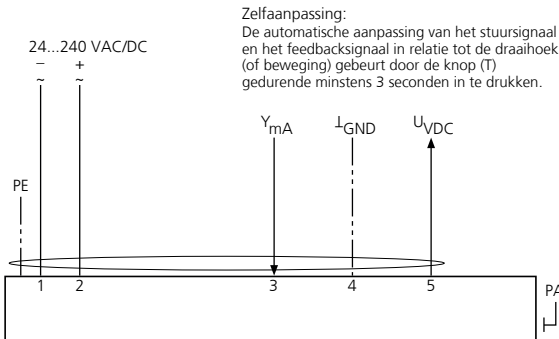 Zelfaanpassing:
De automatische aanpassing van het stuursignaal
en het feedbacksignaal in relatie tot de draaihoek
(of beweging) gebeurt door de knop (T)
gedurende minstens 3 seconden in te drukken.
24...240 VAC/DC
– +
~ ~
YmA ⊥GND UVDC
PE
1 2 3 4 5
PA